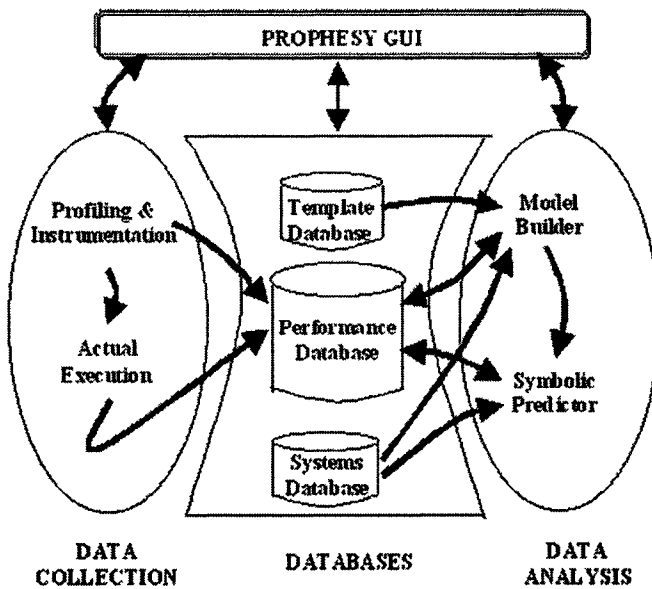 PROPHESY GUI
Profiling &
Instrumentation
Actual
Execution
Template
Database
Performance
Database
Systems
Database
Model
Builder
Symbolic
Predictor
DATA
COLLECTION
DATABASES
DATA
ANALYSIS